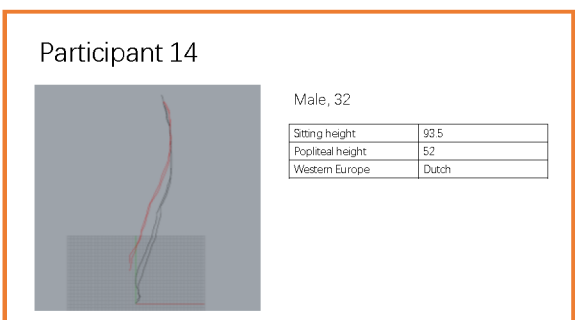 Participant 14
Male, 32
Sitting height 93.5
Popliteal height 52
Western Europe Dutch